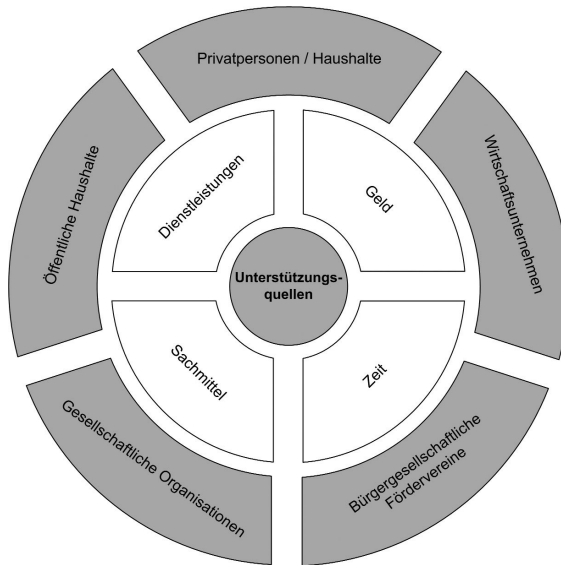 Privatpersonen / Haushalte
Öffentliche Haushalte
Wirtschaftsunternehmen
Dienstleistungen
Geld
Unterstützungs-
quellen
Sachmittel
Zeit
Gesellschaftliche Organisationen
Bürgergesellschaftliche
Fördervereine